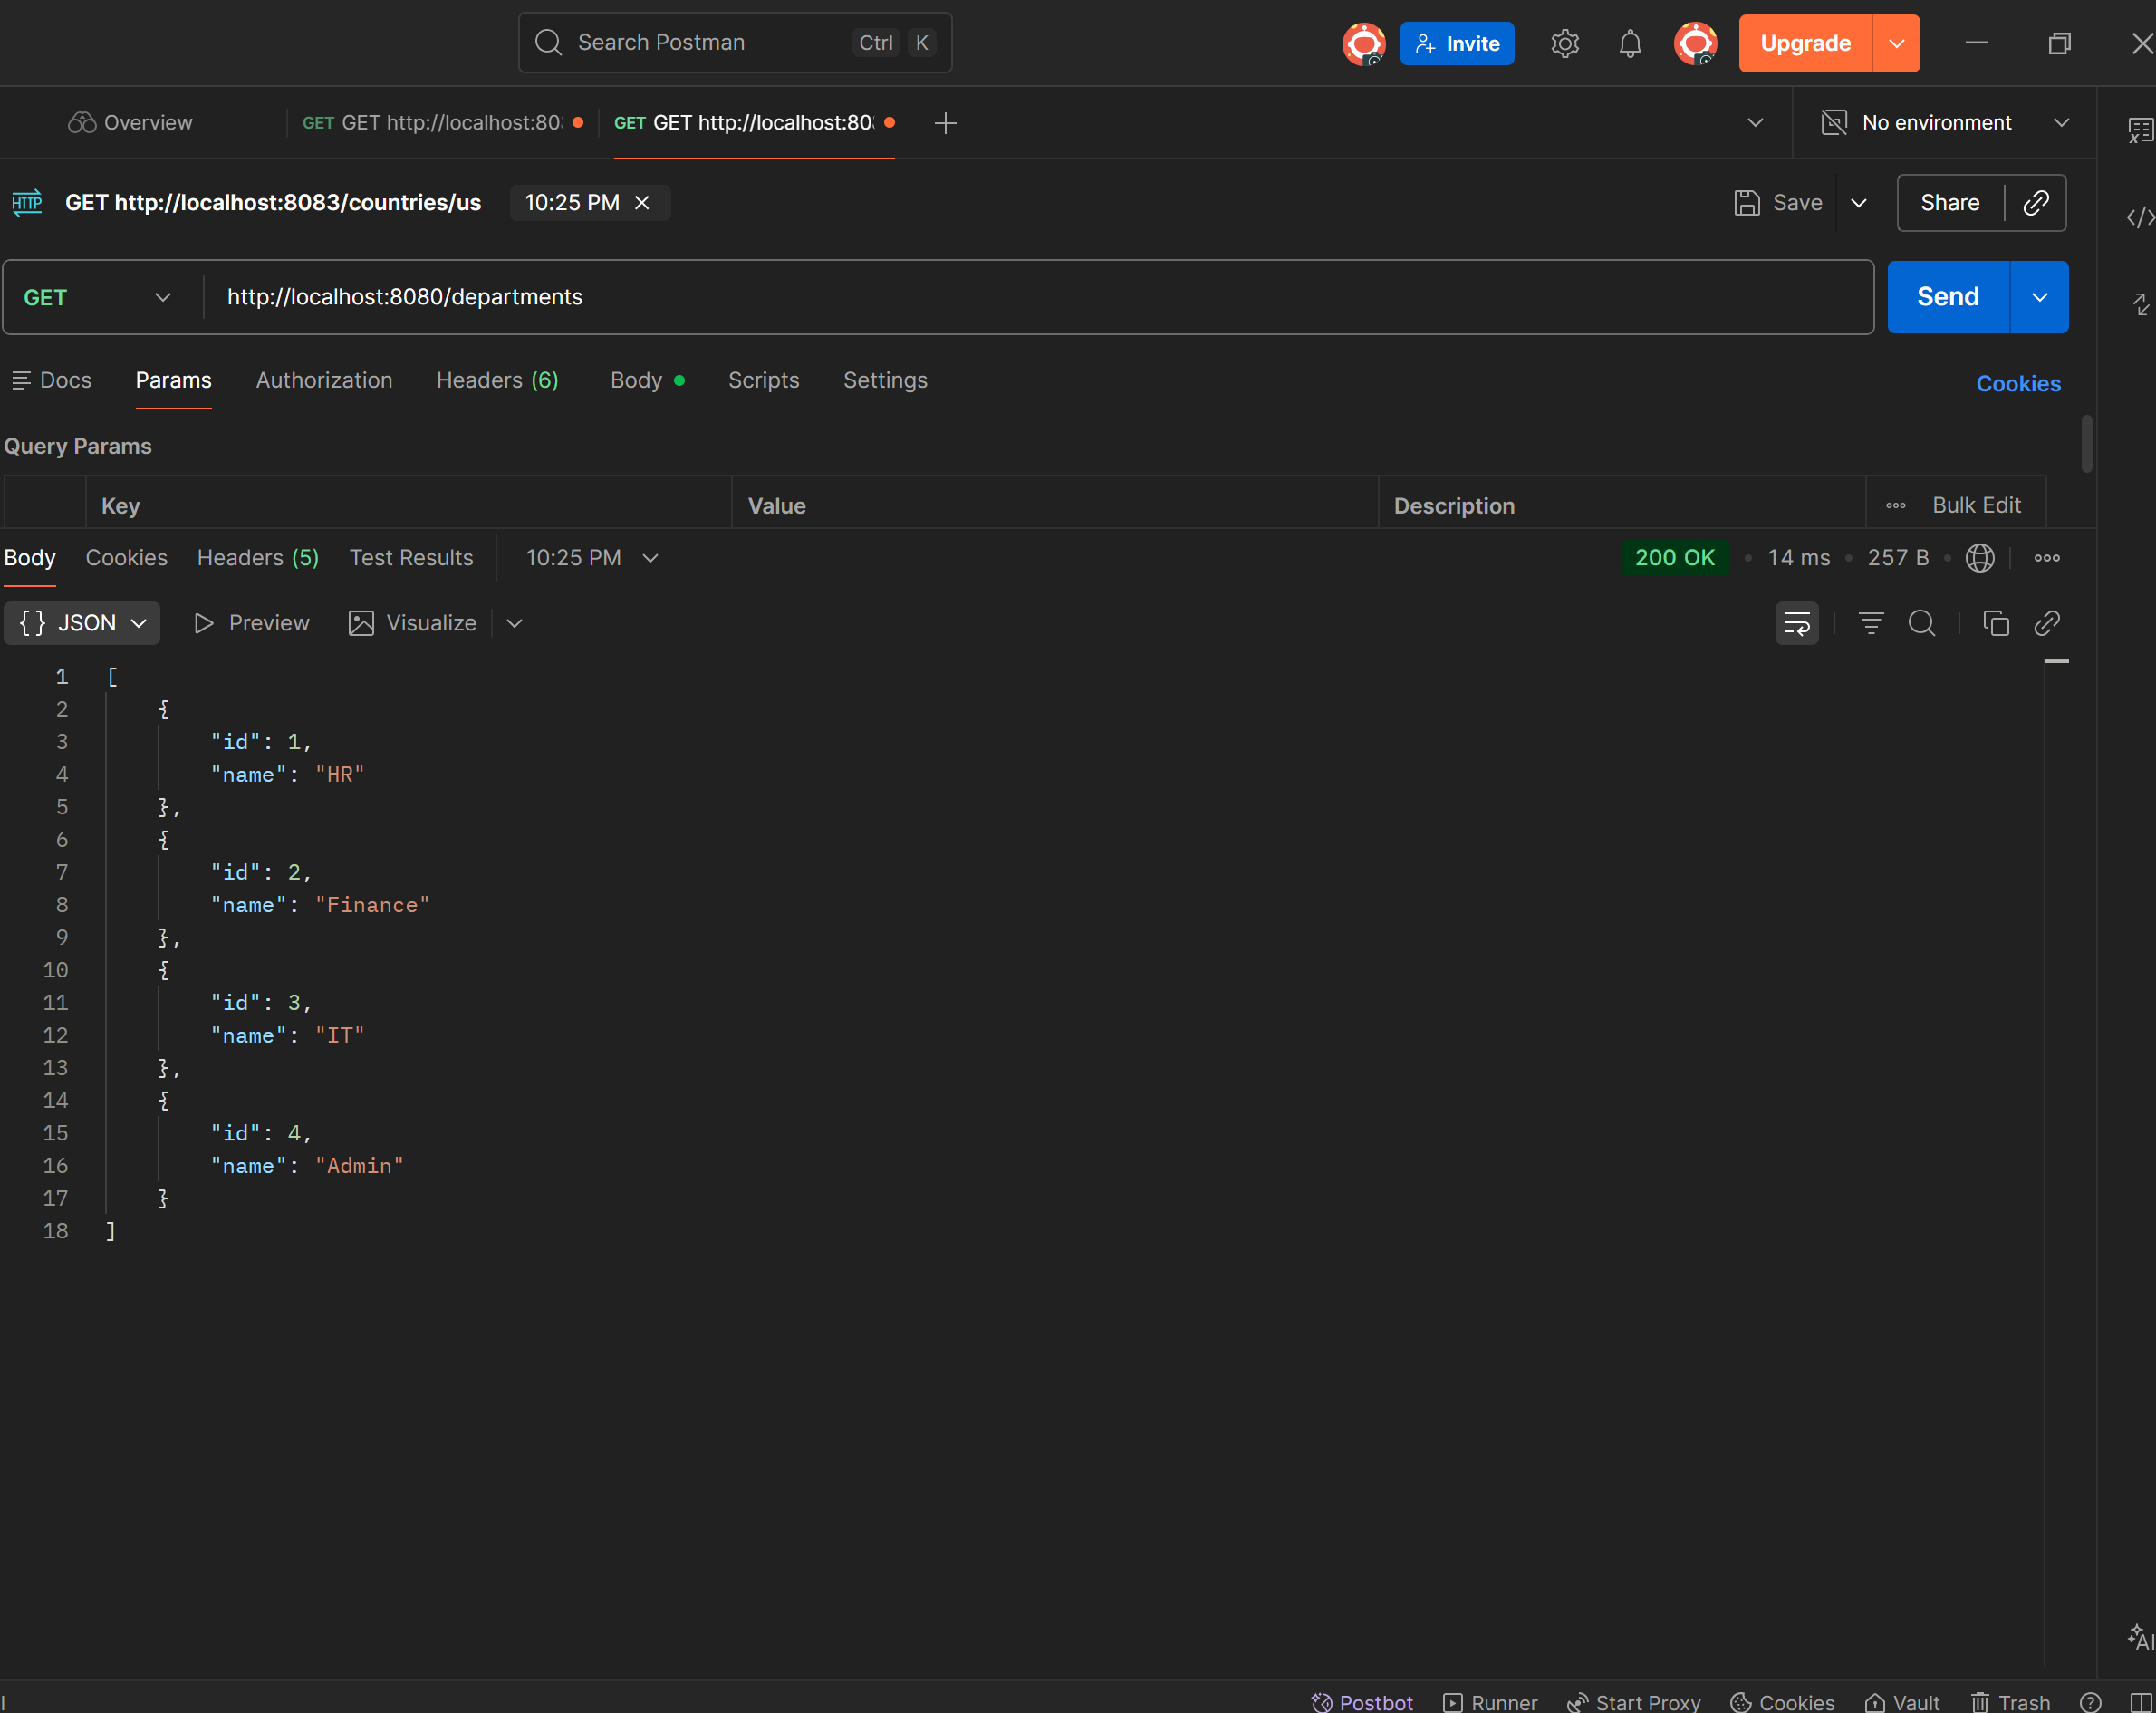 Search Postman Ctrl K
Invite
Upgrade
Overview
GET GET http://localhost:80
GET GET http://localhost:80
No environment
HTTP GET http://localhost:8083/countries/us 10:25 PM
Save
Share
GET http://localhost:8080/departments
Send
Docs Params Authorization Headers (6) Body Scripts Settings
Cookies
Query Params
Key Value Description Bulk Edit
Body Cookies Headers (5) Test Results 10:25 PM
200 OK • 14 ms • 257 B
{} JSON Preview Visualize
1 [
2 {
3 "id": 1,
4 "name": "HR"
5 },
6 {
7 "id": 2,
8 "name": "Finance"
9 },
10 {
11 "id": 3,
12 "name": "IT"
13 },
14 {
15 "id": 4,
16 "name": "Admin"
17 }
18 ]
AI
Postbot Runner Start Proxy Cookies Vault Trash